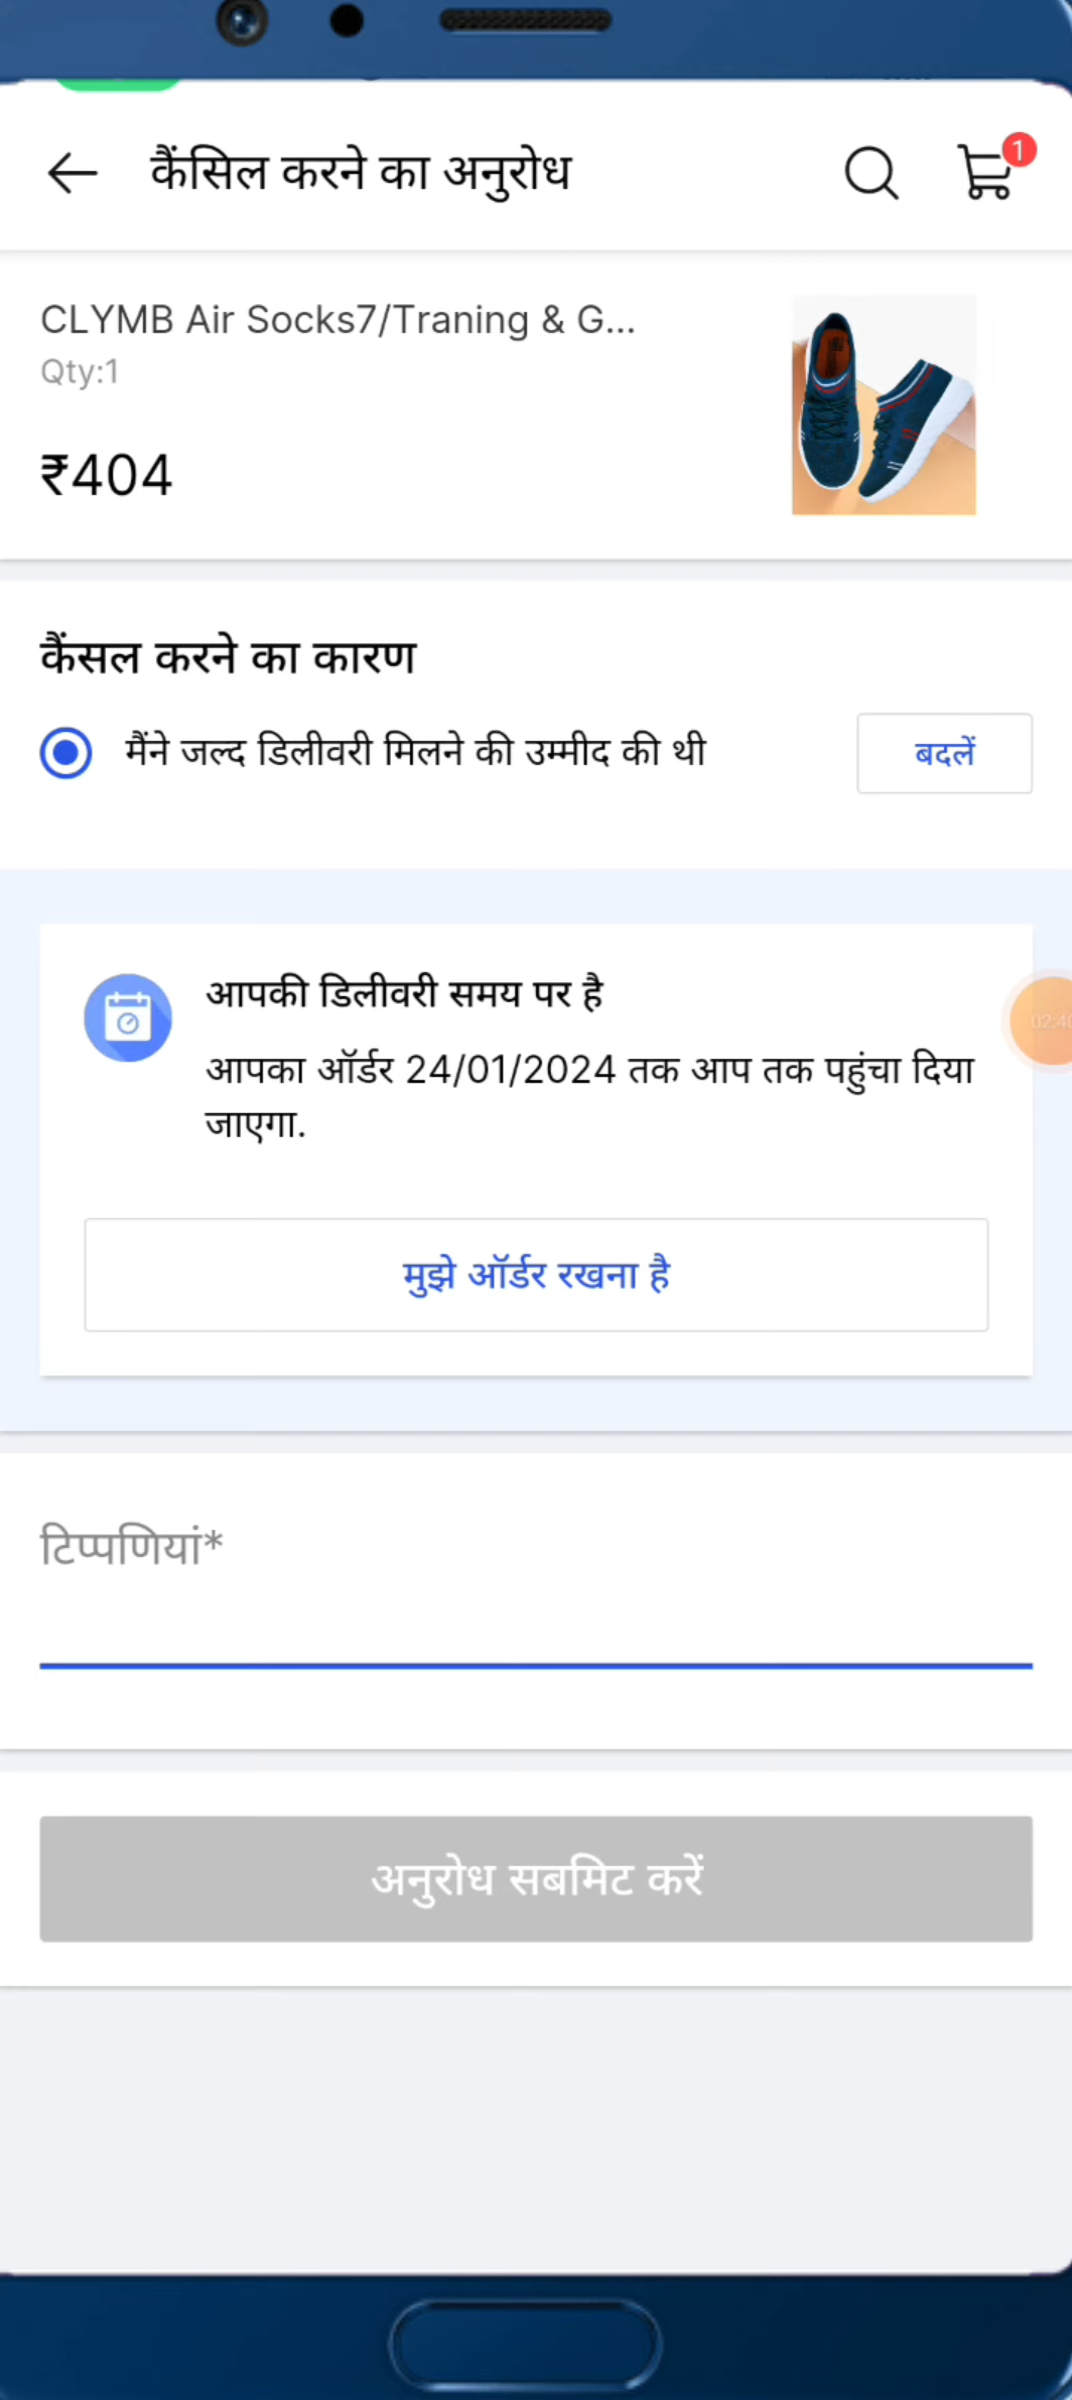 कैंसिल करने का अनुरोध
1
CLYMB Air Socks7/Traning & G...
Qty:1
₹404
कैंसल करने का कारण
मैंने जल्द डिलीवरी मिलने की उम्मीद की थी
बदलें
आपकी डिलीवरी समय पर है
आपका ऑर्डर 24/01/2024 तक आप तक पहुंचा दिया
जाएगा.
मुझे ऑर्डर रखना है
टिप्पणियां*
अनुरोध सबमिट करें